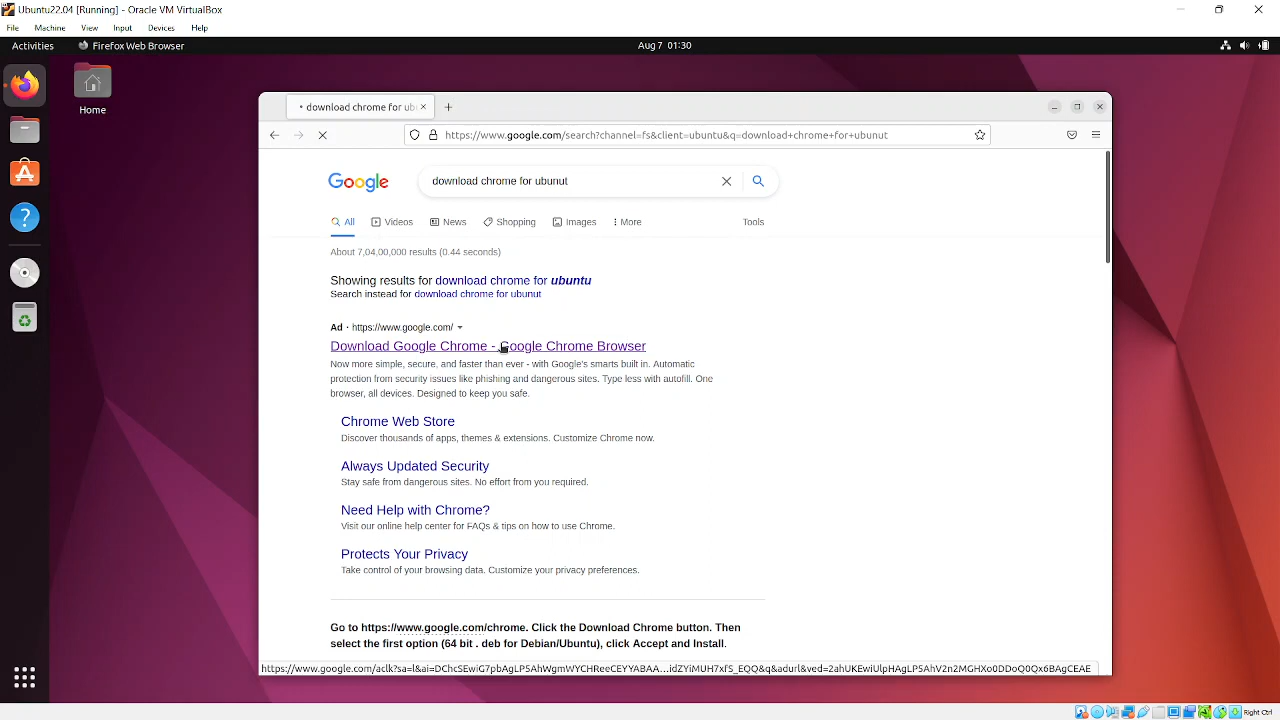 Ubuntu22.04 [Running] - Oracle VM VirtualBox
File Machine View Input Devices Help
Activities Firefox Web Browser Aug 7 01:30
Home
download chrome for ubu
https://www.google.com/search?channel=fs&client=ubuntu&q=download+chrome+for+ubunut
Google download chrome for ubunut
All Videos News Shopping Images More Tools
About 7,04,00,000 results (0.44 seconds)
Showing results for download chrome for ubuntu
Search instead for download chrome for ubunut
Ad · https://www.google.com/
Download Google Chrome - Google Chrome Browser
Now more simple, secure, and faster than ever - with Google's smarts built in. Automatic
protection from security issues like phishing and dangerous sites. Type less with autofill. One
browser, all devices. Designed to keep you safe.
Chrome Web Store
Discover thousands of apps, themes & extensions. Customize Chrome now.
Always Updated Security
Stay safe from dangerous sites. No effort from you required.
Need Help with Chrome?
Visit our online help center for FAQs & tips on how to use Chrome.
Protects Your Privacy
Take control of your browsing data. Customize your privacy preferences.
Go to https://www.google.com/chrome. Click the Download Chrome button. Then
select the first option (64 bit . deb for Debian/Ubuntu), click Accept and Install.
Right Ctrl